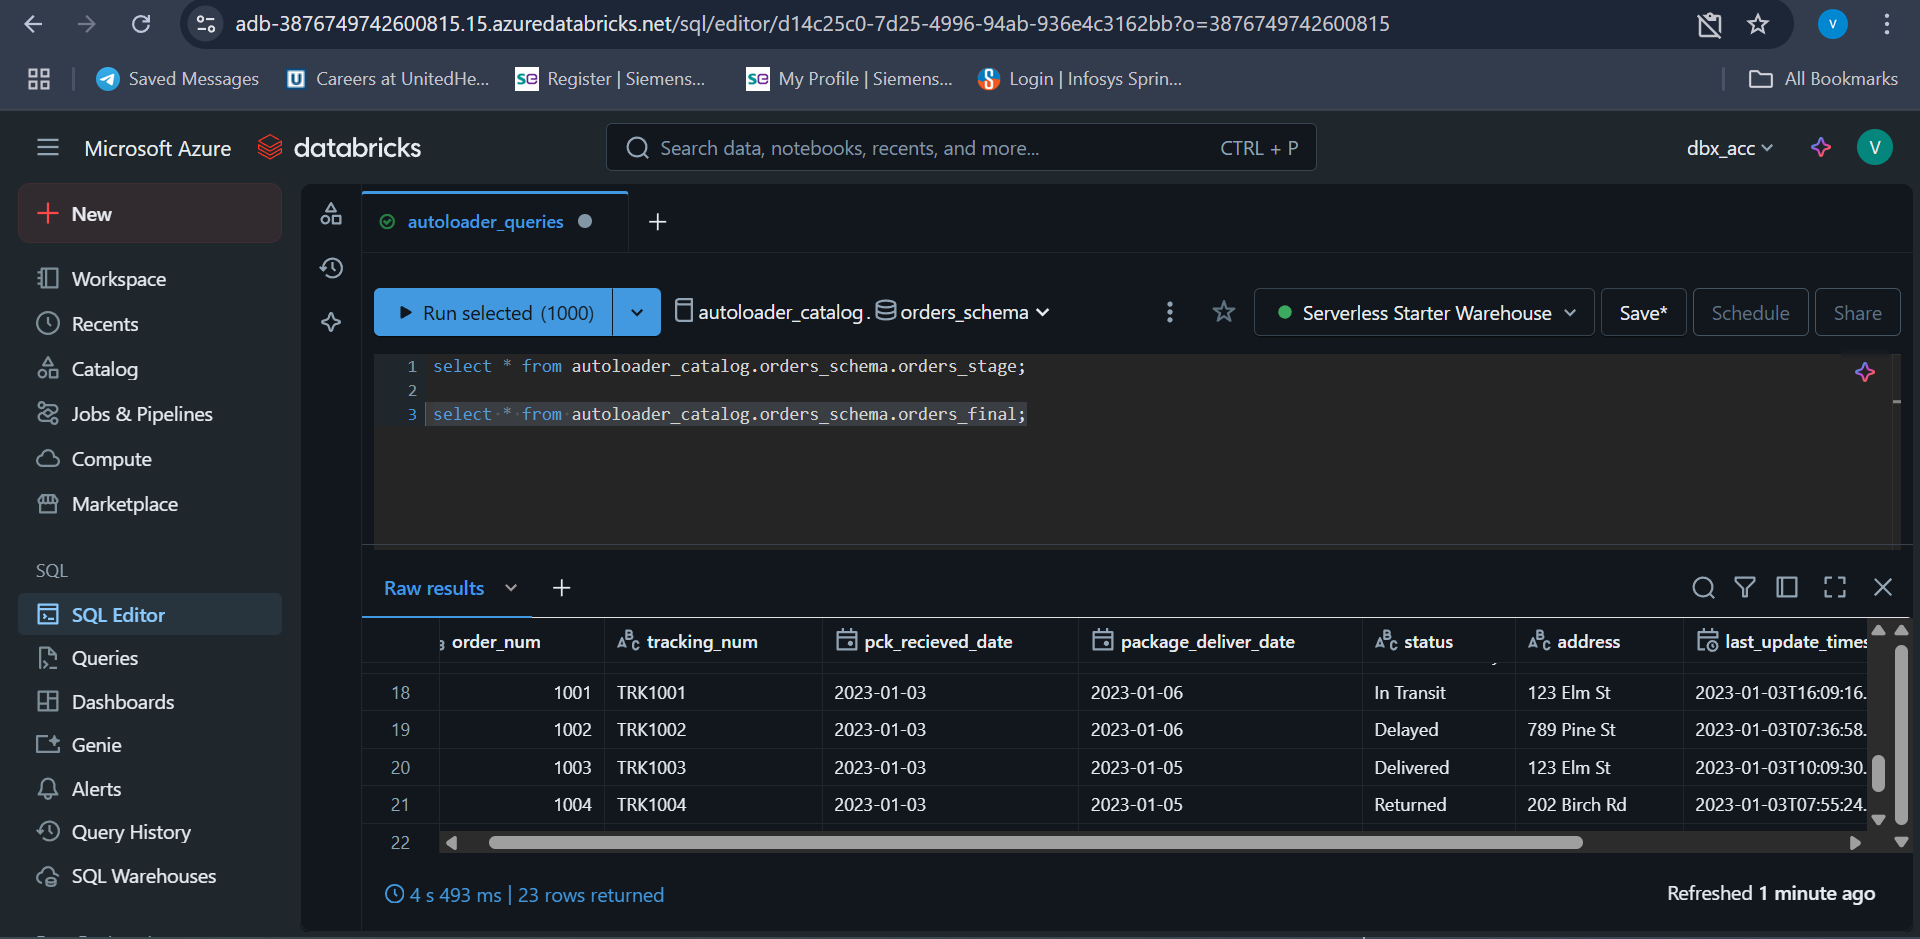 adb-3876749742600815.15.azuredatabricks.net/sql/editor/d14c25c0-7d25-4996-94ab-936e4c3162bb?o=3876749742600815
V
Saved Messages
Careers at UnitedHe...
Register | Siemens...
My Profile | Siemens...
Login | Infosys Sprin...
All Bookmarks
Microsoft Azure
databricks
Search data, notebooks, recents, and more...
CTRL + P
dbx_acc
V
New
Workspace
Recents
Catalog
Jobs & Pipelines
Compute
Marketplace
SQL
SQL Editor
Queries
Dashboards
Genie
Alerts
Query History
SQL Warehouses
autoloader_queries
Run selected (1000)
autoloader_catalog. orders_schema
Serverless Starter Warehouse
Save*
Schedule
Share
1 select * from autoloader_catalog.orders_schema.orders_stage;
2
3 select * from autoloader_catalog.orders_schema.orders_final;
Raw results
order_num tracking_num pck_recieved_date package_deliver_date status address last_update_times
18 1001 TRK1001 2023-01-03 2023-01-06 In Transit 123 Elm St 2023-01-03T16:09:16.
19 1002 TRK1002 2023-01-03 2023-01-06 Delayed 789 Pine St 2023-01-03T07:36:58.
20 1003 TRK1003 2023-01-03 2023-01-05 Delivered 123 Elm St 2023-01-03T10:09:30.
21 1004 TRK1004 2023-01-03 2023-01-05 Returned 202 Birch Rd 2023-01-03T07:55:24.
22
4 s 493 ms | 23 rows returned
Refreshed 1 minute ago